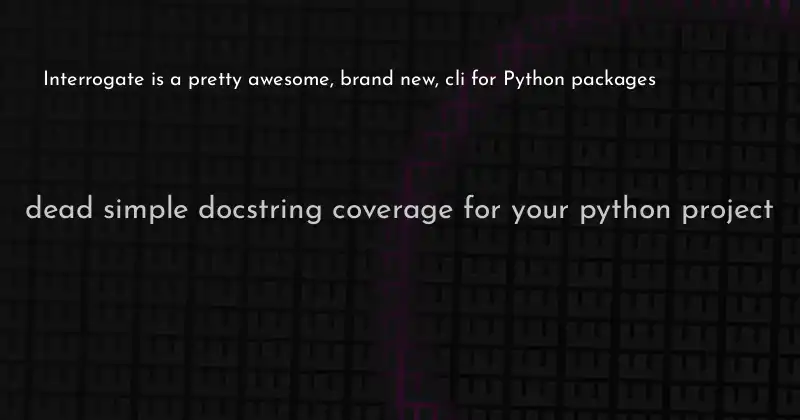 Interrogate is a pretty awesome, brand new, cli for Python packages
dead simple docstring coverage for your python project